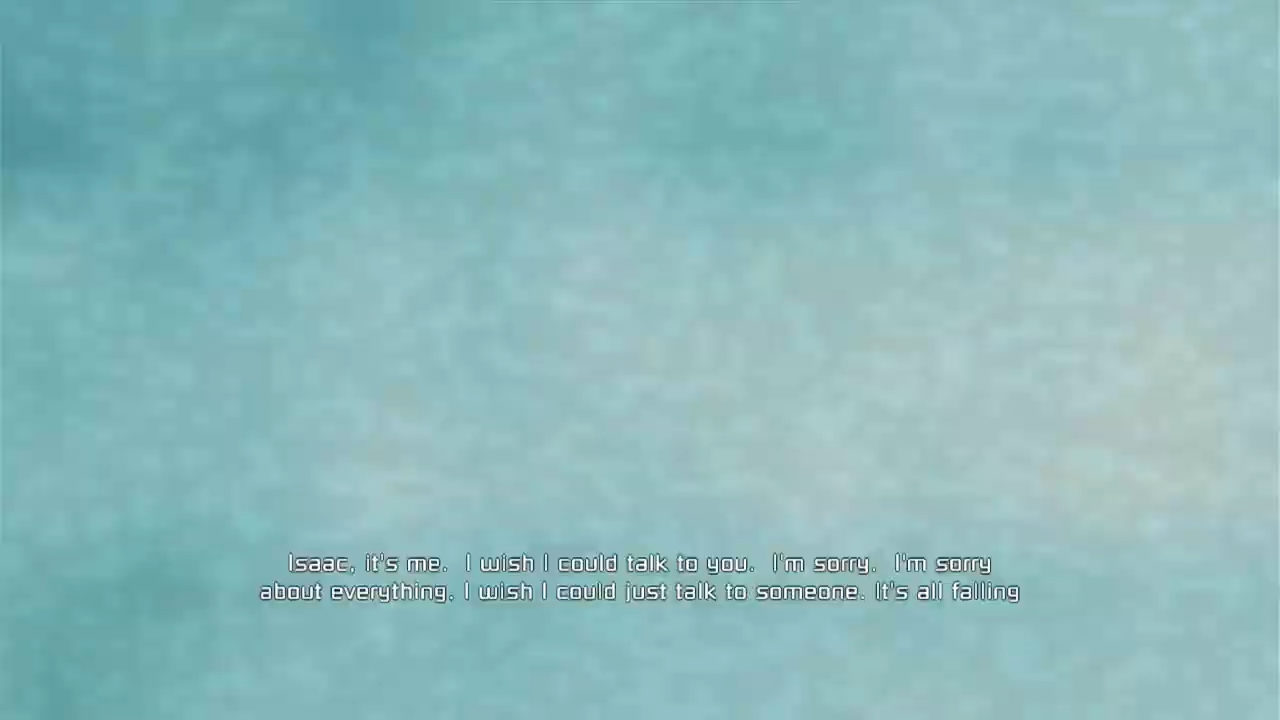 Isaac, it's me.  I wish I could talk to you.  I'm sorry.  I'm sorry
about everything. I wish I could just talk to someone. It's all falling